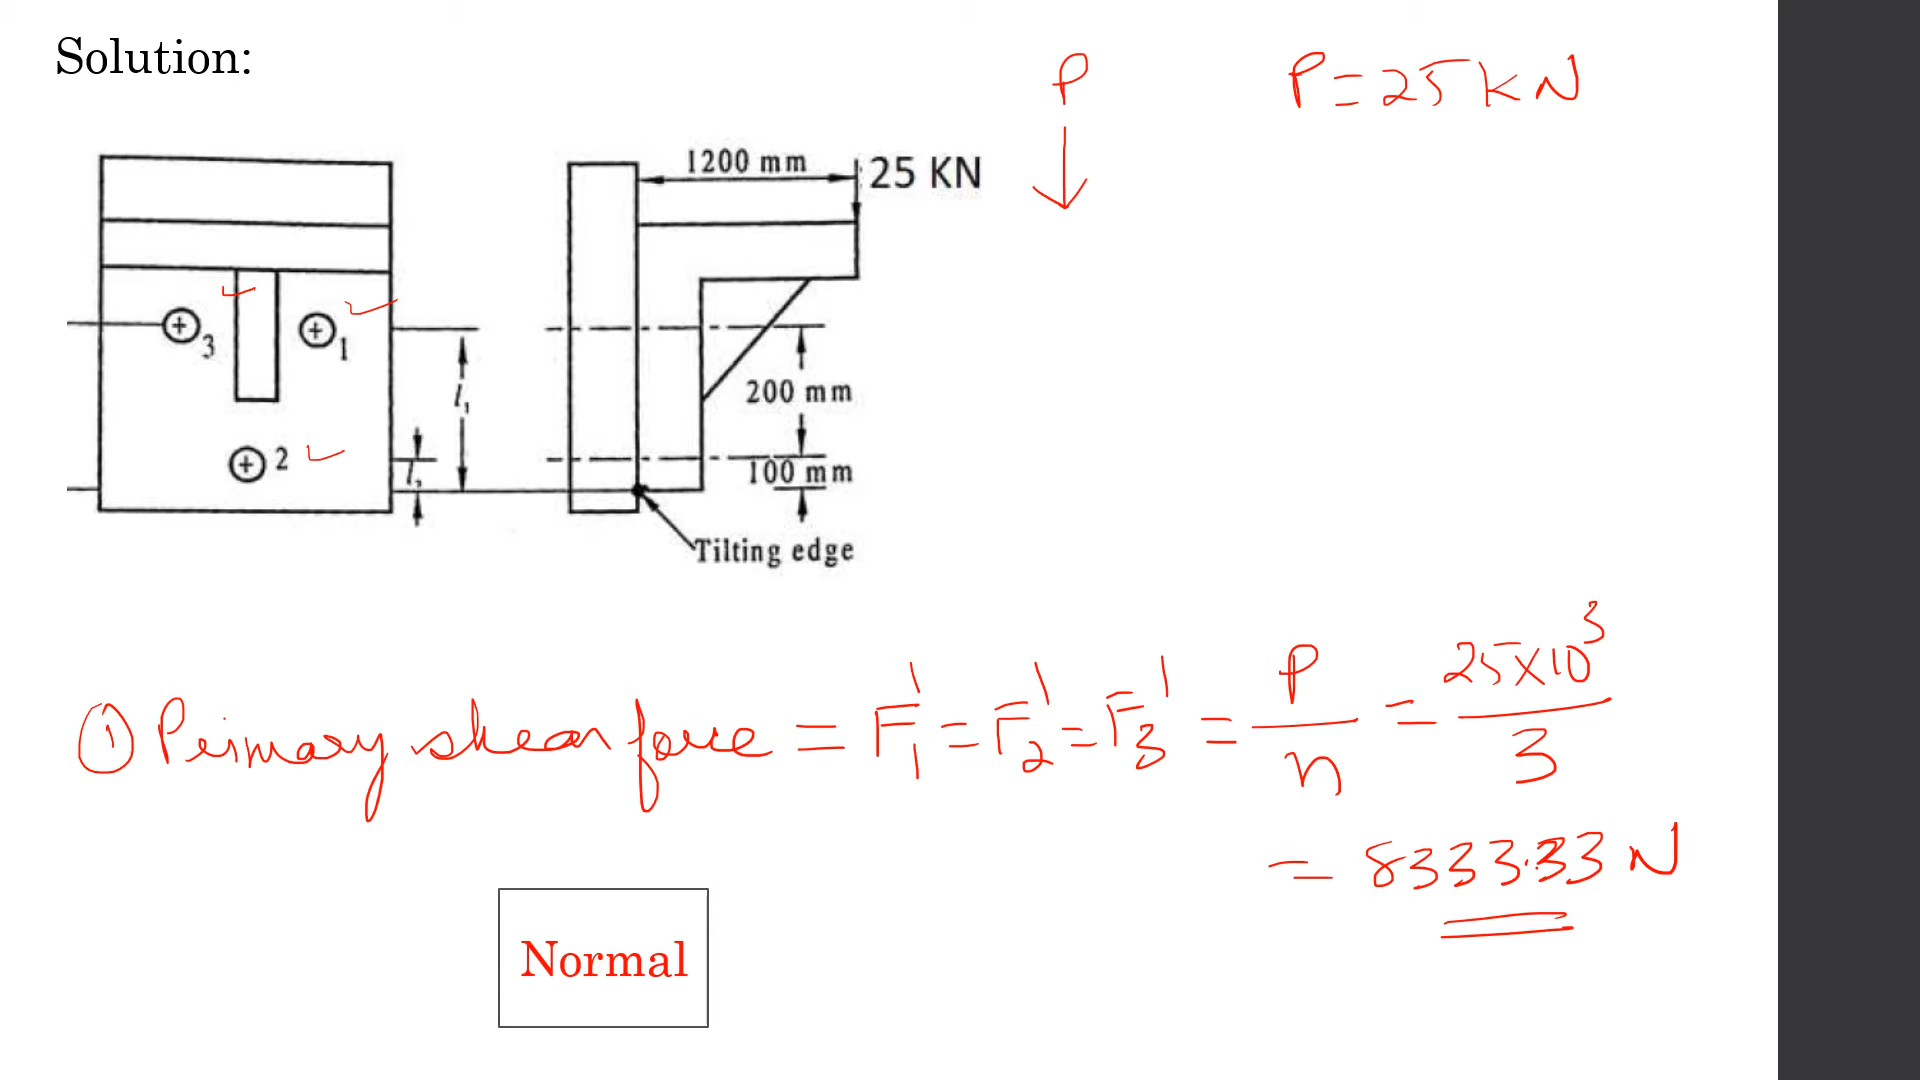 Solution:
P
P = 25 KN
1200 mm
25 KN
3
1
l₁
200 mm
2
l₂
100 mm
Tilting edge
① Primary shear force = F₁' = F₂' = F₃' = P/n = 25×10³/3
= 8333.33 N
Normal